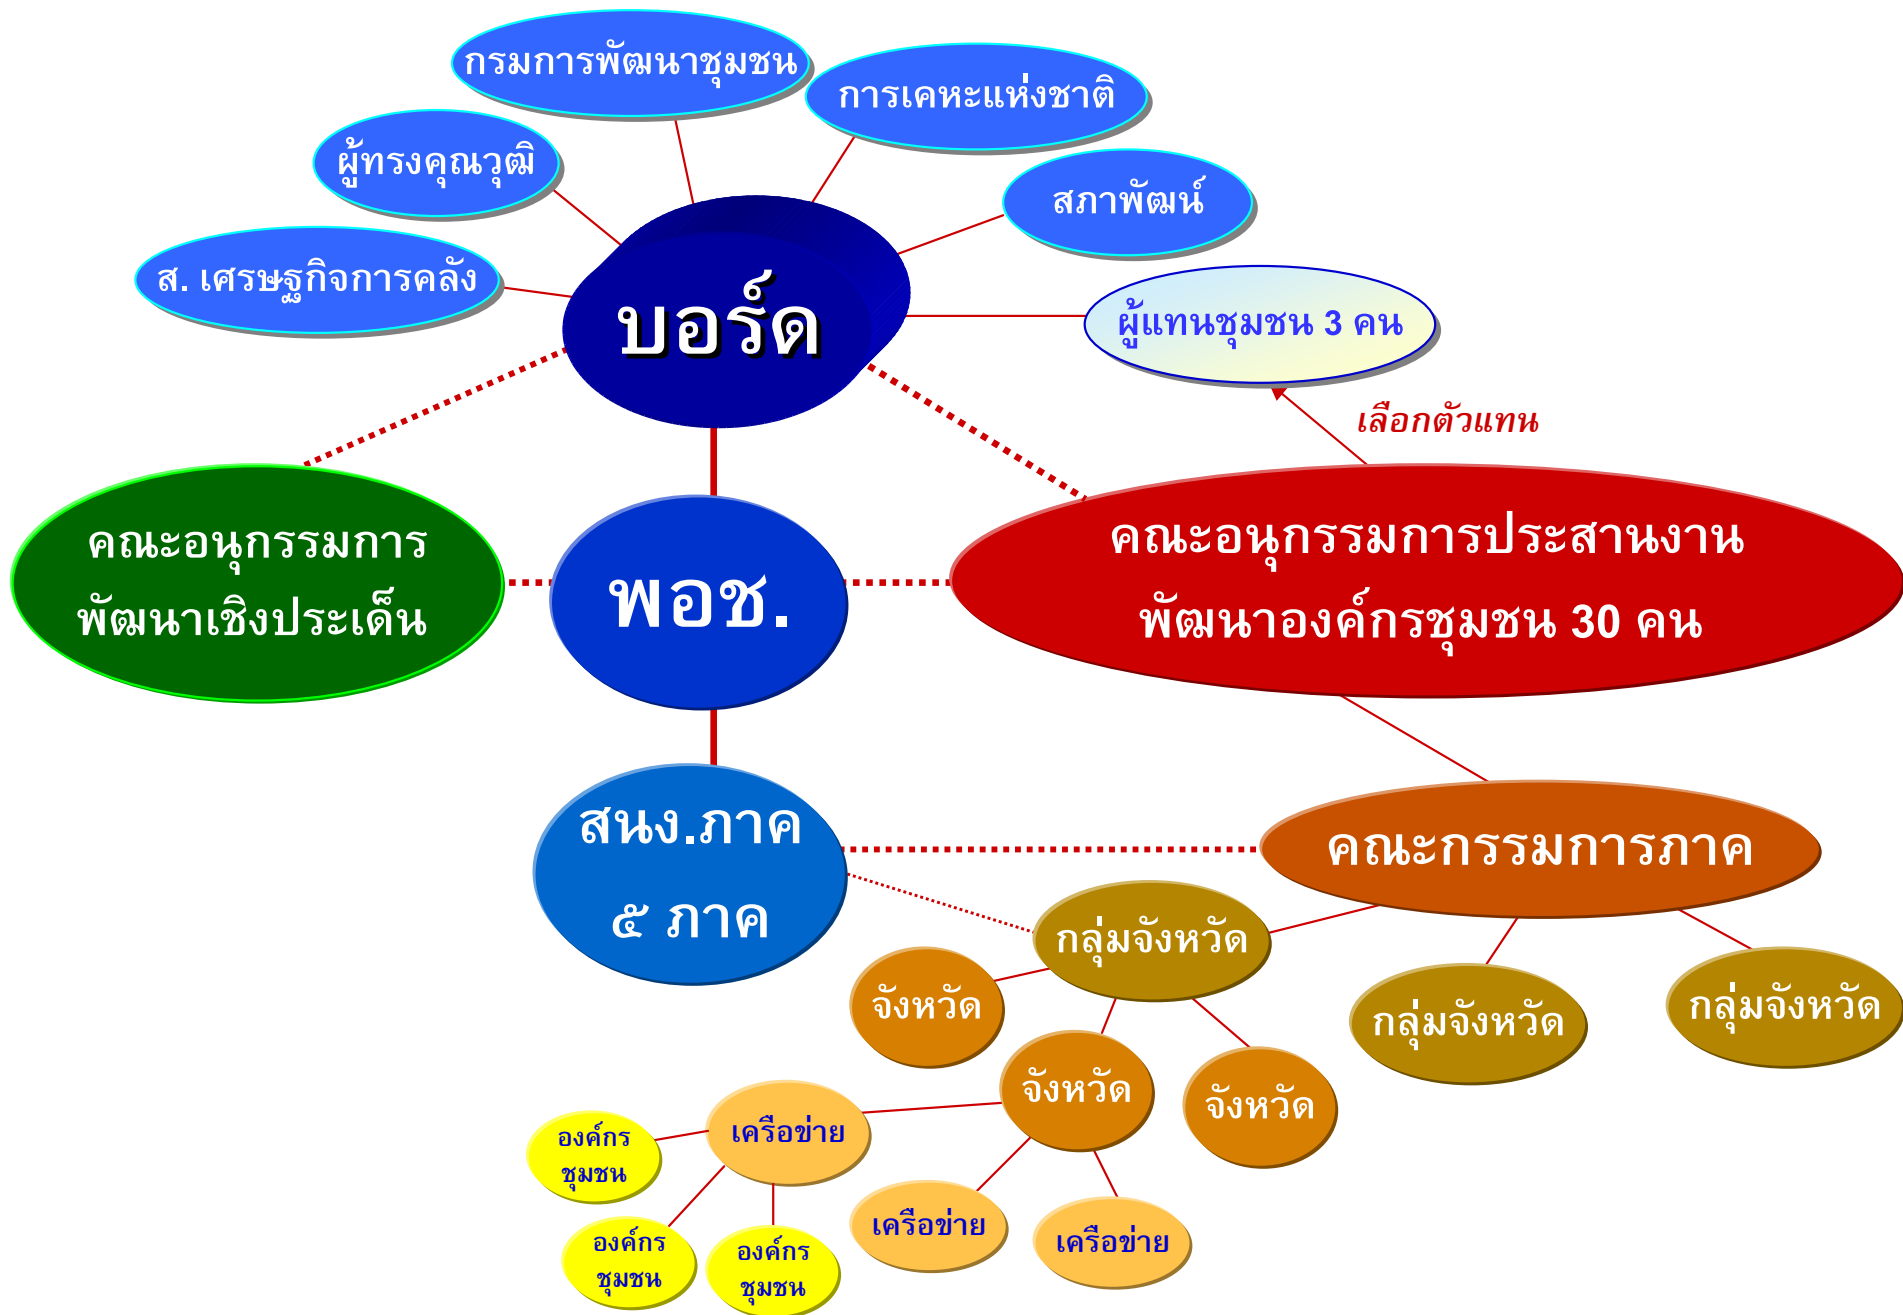 กรมการพัฒนาชุมชน
การเคหะแห่งชาติ
ผู้ทรงคุณวุฒิ
สภาพัฒน์
ส. เศรษฐกิจการคลัง
บอร์ด
ผู้แทนชุมชน 3 คน
เลือกตัวแทน
คณะอนุกรรมการ
พัฒนาเชิงประเด็น
พอช.
คณะอนุกรรมการประสานงาน
พัฒนาองค์กรชุมชน 30 คน
สนง.ภาค
๕ ภาค
คณะกรรมการภาค
กลุ่มจังหวัด
กลุ่มจังหวัด
กลุ่มจังหวัด
จังหวัด
จังหวัด
จังหวัด
เครือข่าย
เครือข่าย
เครือข่าย
องค์กร
ชุมชน
องค์กร
ชุมชน
องค์กร
ชุมชน